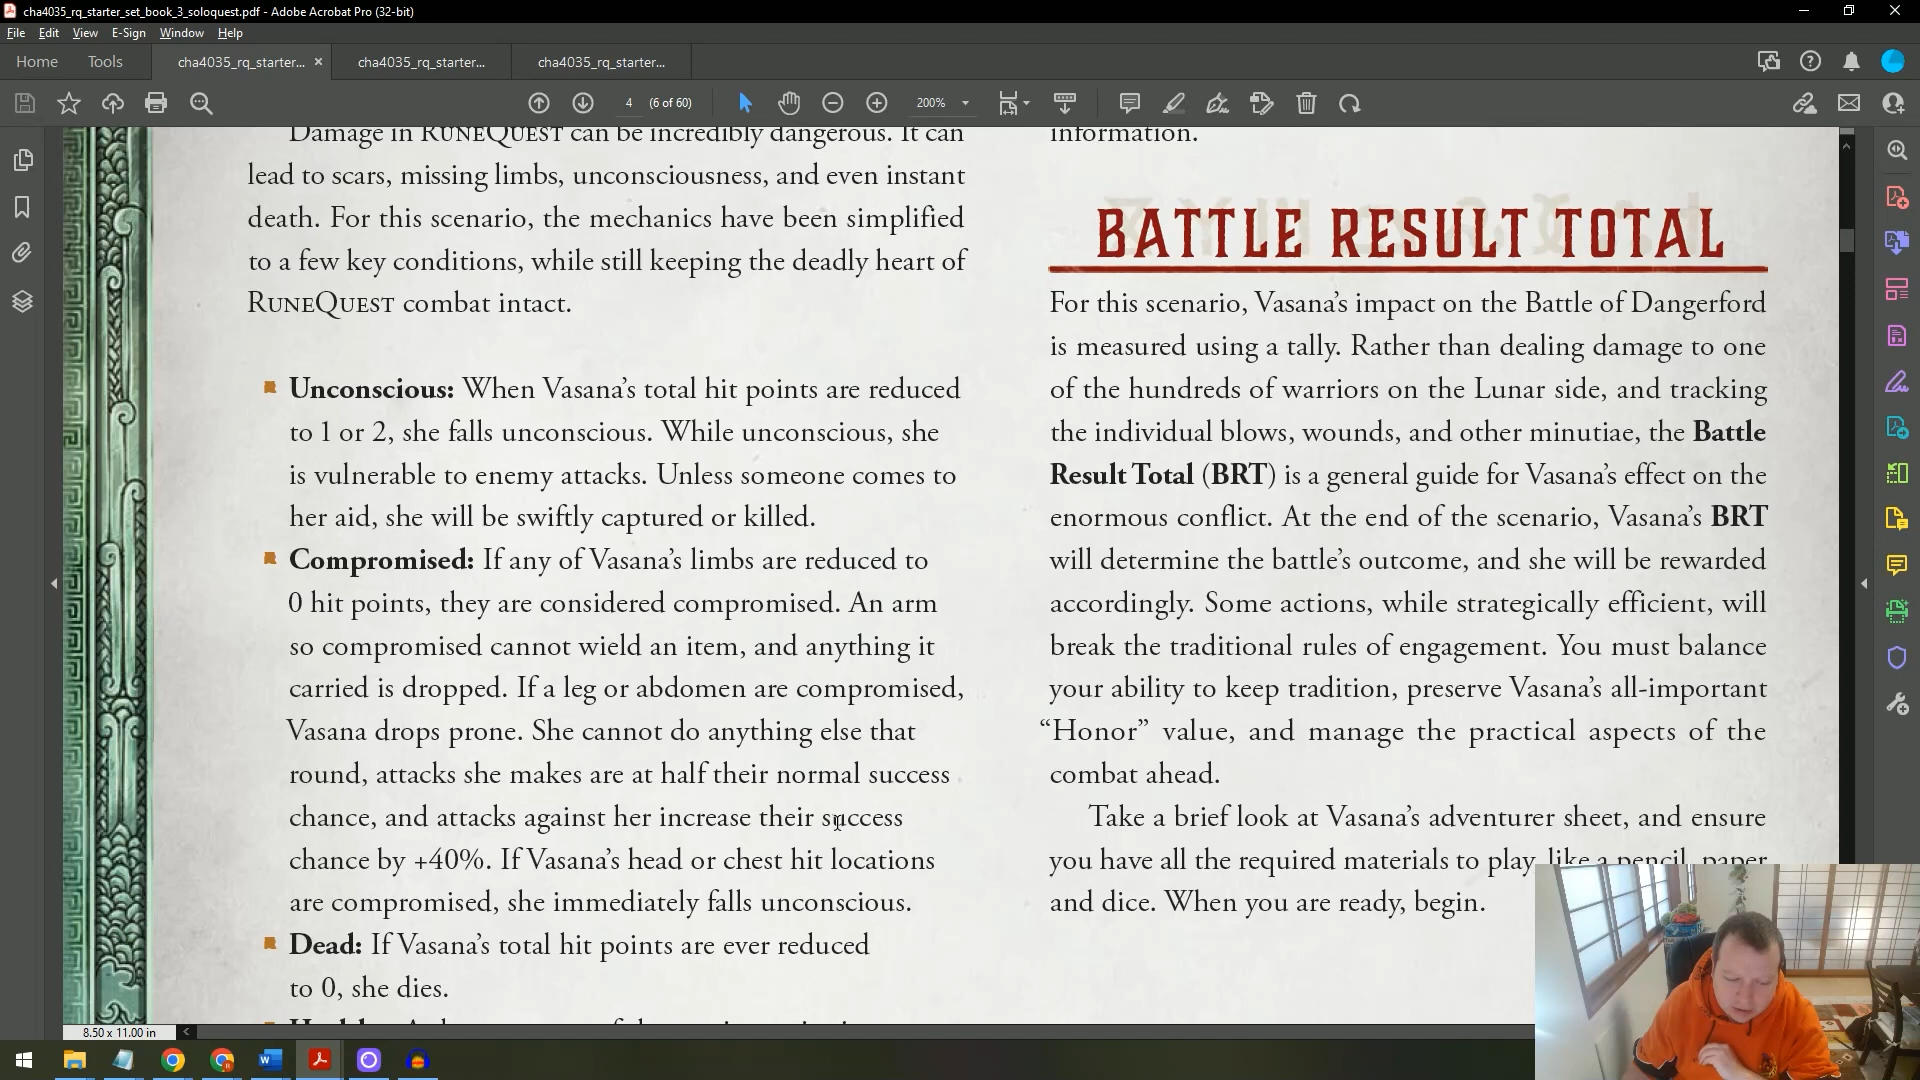 cha4035_rq_starter_set_book_3_soloquest.pdf - Adobe Acrobat Pro (32-bit)
File Edit View E-Sign Window Help
Home Tools cha4035_rq_starter... × cha4035_rq_starter... cha4035_rq_starter...
4 (6 of 60) 200%
Damage in RUNEQUEST can be incredibly dangerous. It can
lead to scars, missing limbs, unconsciousness, and even instant
death. For this scenario, the mechanics have been simplified
to a few key conditions, while still keeping the deadly heart of
RUNEQUEST combat intact.
Unconscious: When Vasana's total hit points are reduced
to 1 or 2, she falls unconscious. While unconscious, she
is vulnerable to enemy attacks. Unless someone comes to
her aid, she will be swiftly captured or killed.
Compromised: If any of Vasana's limbs are reduced to
0 hit points, they are considered compromised. An arm
so compromised cannot wield an item, and anything it
carried is dropped. If a leg or abdomen are compromised,
Vasana drops prone. She cannot do anything else that
round, attacks she makes are at half their normal success
chance, and attacks against her increase their success
chance by +40%. If Vasana's head or chest hit locations
are compromised, she immediately falls unconscious.
Dead: If Vasana's total hit points are ever reduced
to 0, she dies.
information.
BATTLE RESULT TOTAL
For this scenario, Vasana's impact on the Battle of Dangerford
is measured using a tally. Rather than dealing damage to one
of the hundreds of warriors on the Lunar side, and tracking
the individual blows, wounds, and other minutiae, the Battle
Result Total (BRT) is a general guide for Vasana's effect on the
enormous conflict. At the end of the scenario, Vasana's BRT
will determine the battle's outcome, and she will be rewarded
accordingly. Some actions, while strategically efficient, will
break the traditional rules of engagement. You must balance
your ability to keep tradition, preserve Vasana's all-important
“Honor” value, and manage the practical aspects of the
combat ahead.
Take a brief look at Vasana's adventurer sheet, and ensure
you have all the required materials to play, like a pencil, paper
and dice. When you are ready, begin.
8.50 x 11.00 in